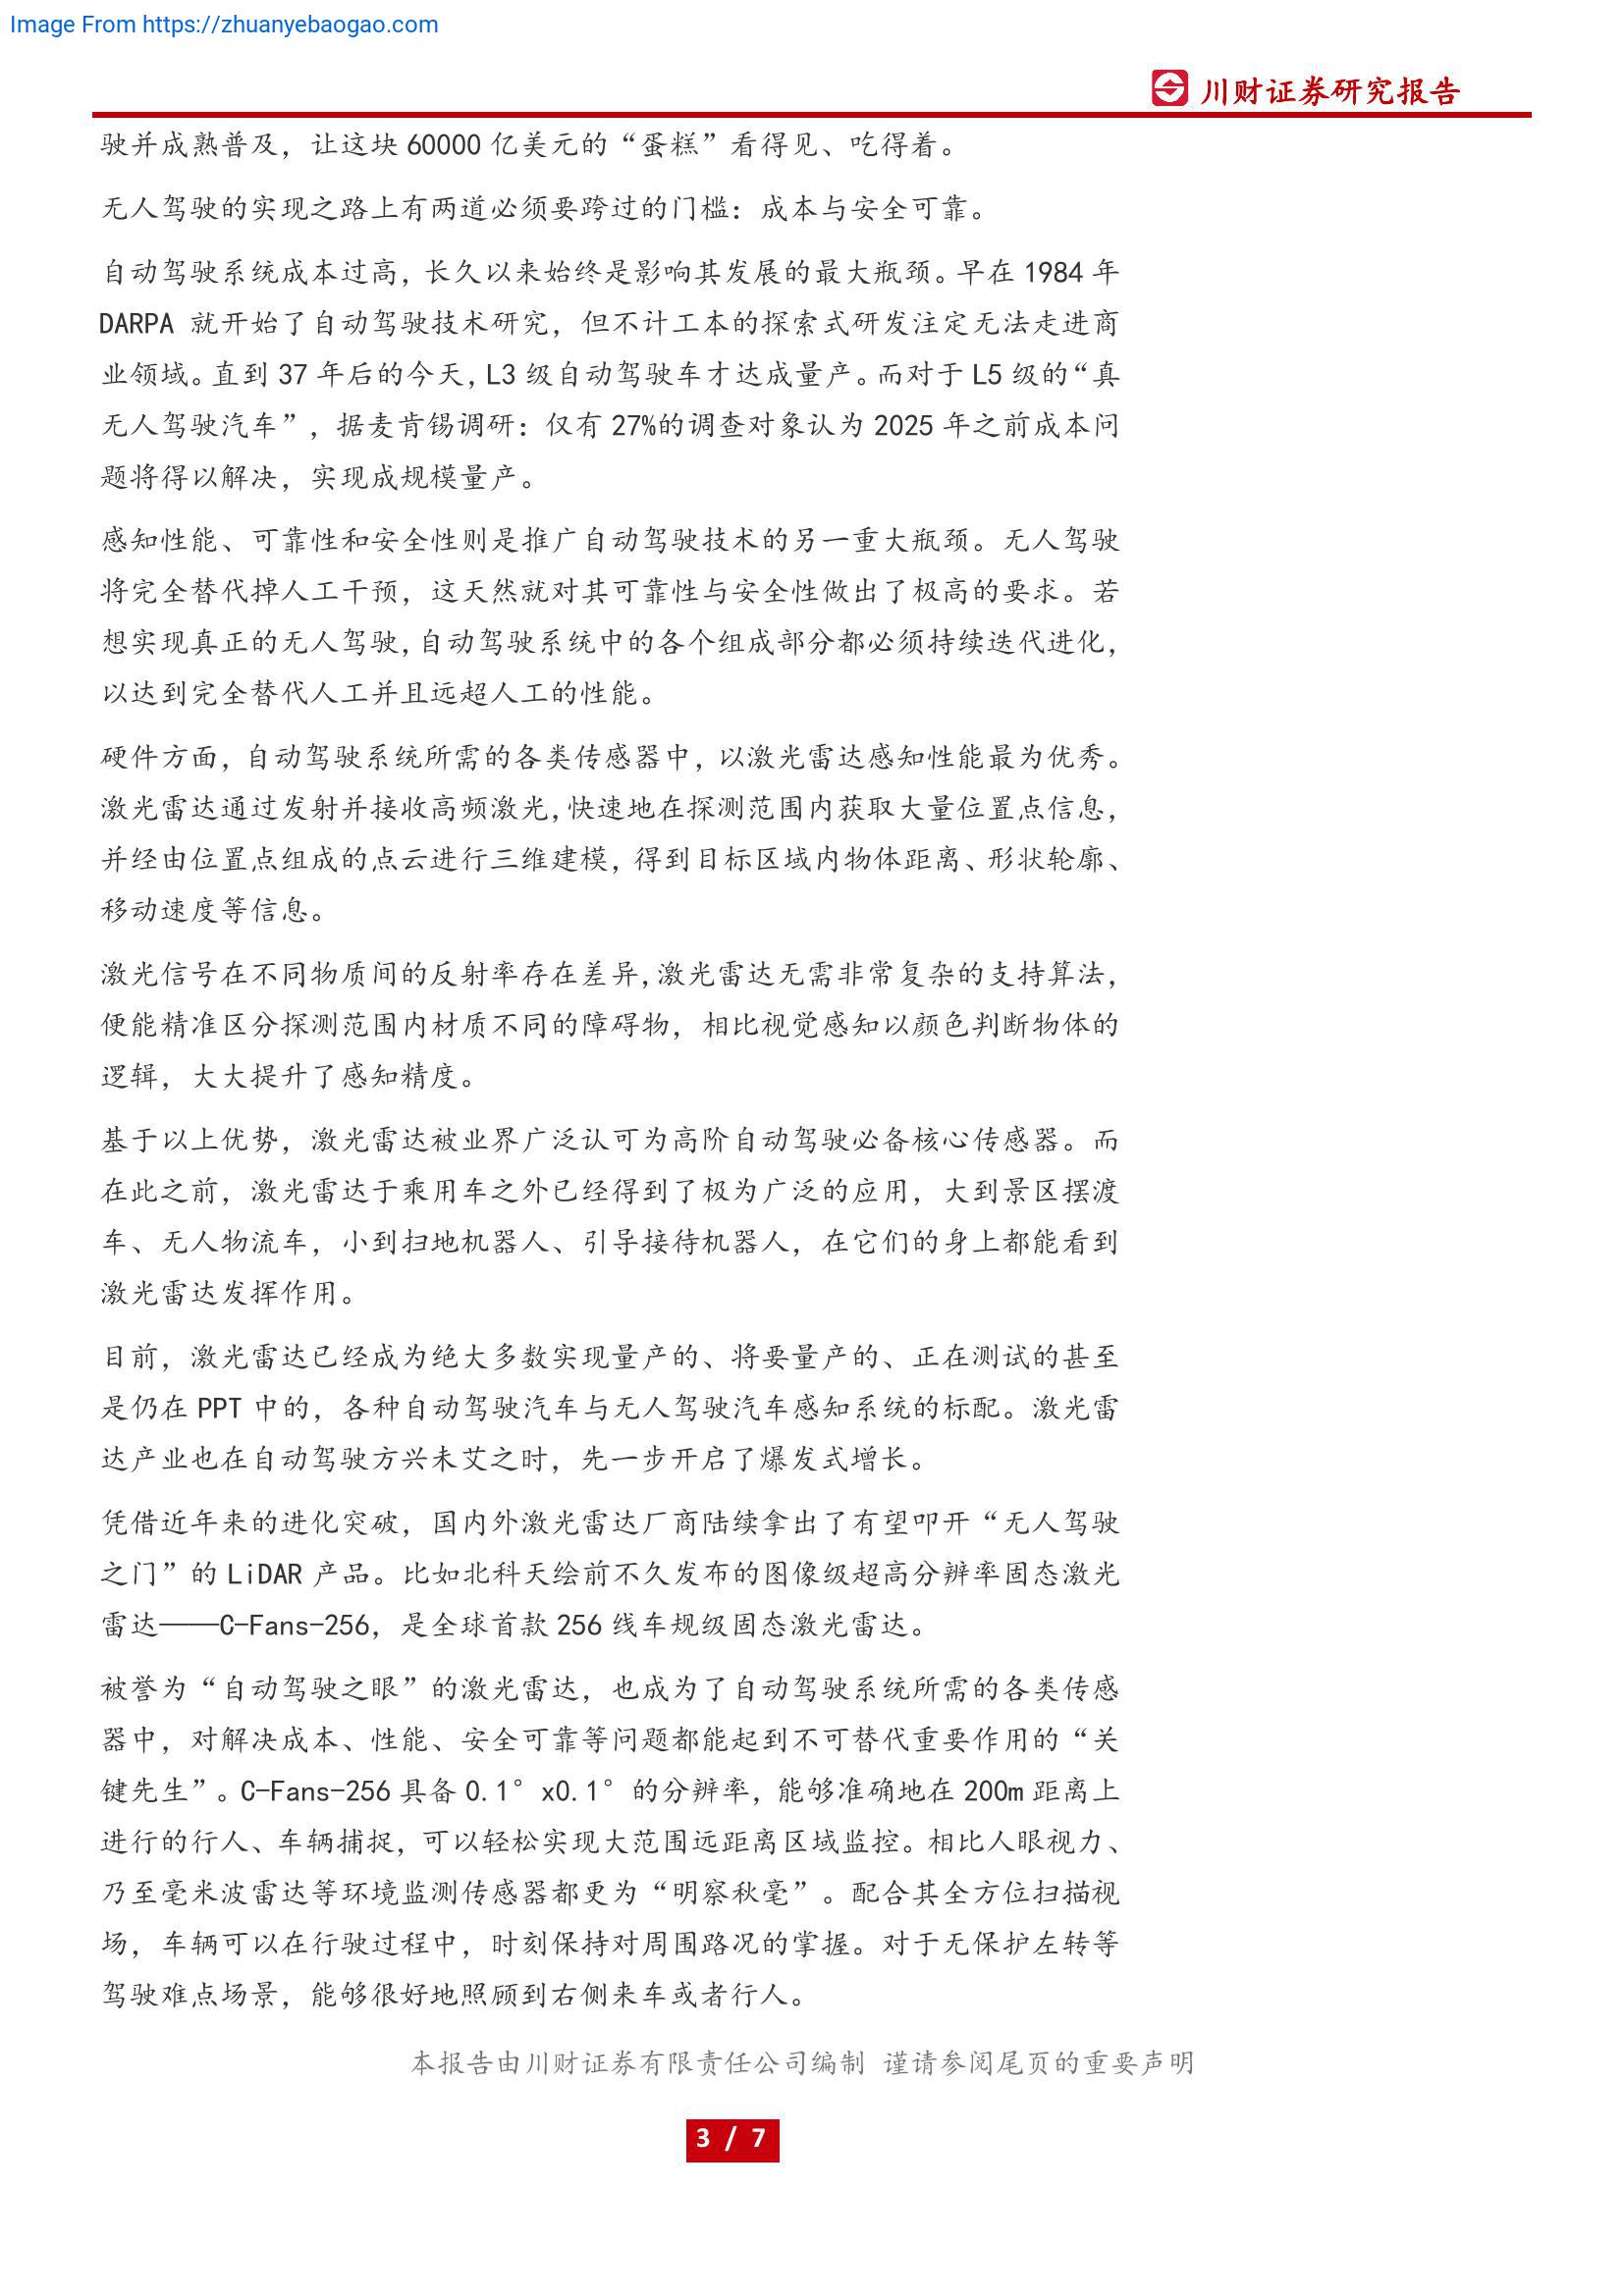 Image From https://zhuanyebaogao.com
川财证券研究报告
驶并成熟普及，让这块 60000 亿美元的“蛋糕”看得见、吃得着。
无人驾驶的实现之路上有两道必须要跨过的门槛：成本与安全可靠。
自动驾驶系统成本过高，长久以来始终是影响其发展的最大瓶颈。早在 1984 年
DARPA 就开始了自动驾驶技术研究，但不计工本的探索式研发注定无法走进商
业领域。直到 37 年后的今天，L3 级自动驾驶车才达成量产。而对于 L5 级的“真
无人驾驶汽车”，据麦肯锡调研：仅有 27%的调查对象认为 2025 年之前成本问
题将得以解决，实现成规模量产。
感知性能、可靠性和安全性则是推广自动驾驶技术的另一重大瓶颈。无人驾驶
将完全替代掉人工干预，这天然就对其可靠性与安全性做出了极高的要求。若
想实现真正的无人驾驶，自动驾驶系统中的各个组成部分都必须持续迭代进化，
以达到完全替代人工并且远超人工的性能。
硬件方面，自动驾驶系统所需的各类传感器中，以激光雷达感知性能最为优秀。
激光雷达通过发射并接收高频激光，快速地在探测范围内获取大量位置点信息，
并经由位置点组成的点云进行三维建模，得到目标区域内物体距离、形状轮廓、
移动速度等信息。
激光信号在不同物质间的反射率存在差异，激光雷达无需非常复杂的支持算法，
便能精准区分探测范围内材质不同的障碍物，相比视觉感知以颜色判断物体的
逻辑，大大提升了感知精度。
基于以上优势，激光雷达被业界广泛认可为高阶自动驾驶必备核心传感器。而
在此之前，激光雷达于乘用车之外已经得到了极为广泛的应用，大到景区摆渡
车、无人物流车，小到扫地机器人、引导接待机器人，在它们的身上都能看到
激光雷达发挥作用。
目前，激光雷达已经成为绝大多数实现量产的、将要量产的、正在测试的甚至
是仍在 PPT 中的，各种自动驾驶汽车与无人驾驶汽车感知系统的标配。激光雷
达产业也在自动驾驶方兴未艾之时，先一步开启了爆发式增长。
凭借近年来的进化突破，国内外激光雷达厂商陆续拿出了有望叩开“无人驾驶
之门”的 LiDAR 产品。比如北科天绘前不久发布的图像级超高分辨率固态激光
雷达——C-Fans-256，是全球首款 256 线车规级固态激光雷达。
被誉为“自动驾驶之眼”的激光雷达，也成为了自动驾驶系统所需的各类传感
器中，对解决成本、性能、安全可靠等问题都能起到不可替代重要作用的“关
键先生”。C-Fans-256 具备 0.1°x0.1°的分辨率，能够准确地在 200m 距离上
进行的行人、车辆捕捉，可以轻松实现大范围远距离区域监控。相比人眼视力、
乃至毫米波雷达等环境监测传感器都更为“明察秋毫”。配合其全方位扫描视
场，车辆可以在行驶过程中，时刻保持对周围路况的掌握。对于无保护左转等
驾驶难点场景，能够很好地照顾到右侧来车或者行人。
本报告由川财证券有限责任公司编制 谨请参阅尾页的重要声明
3 / 7